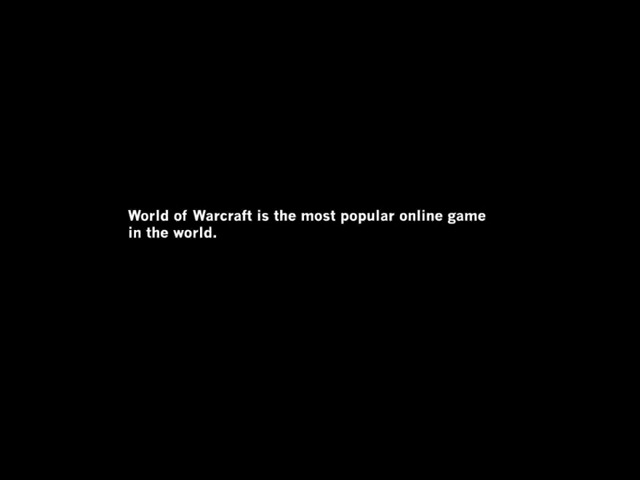 World of Warcraft is the most popular online game
in the world.